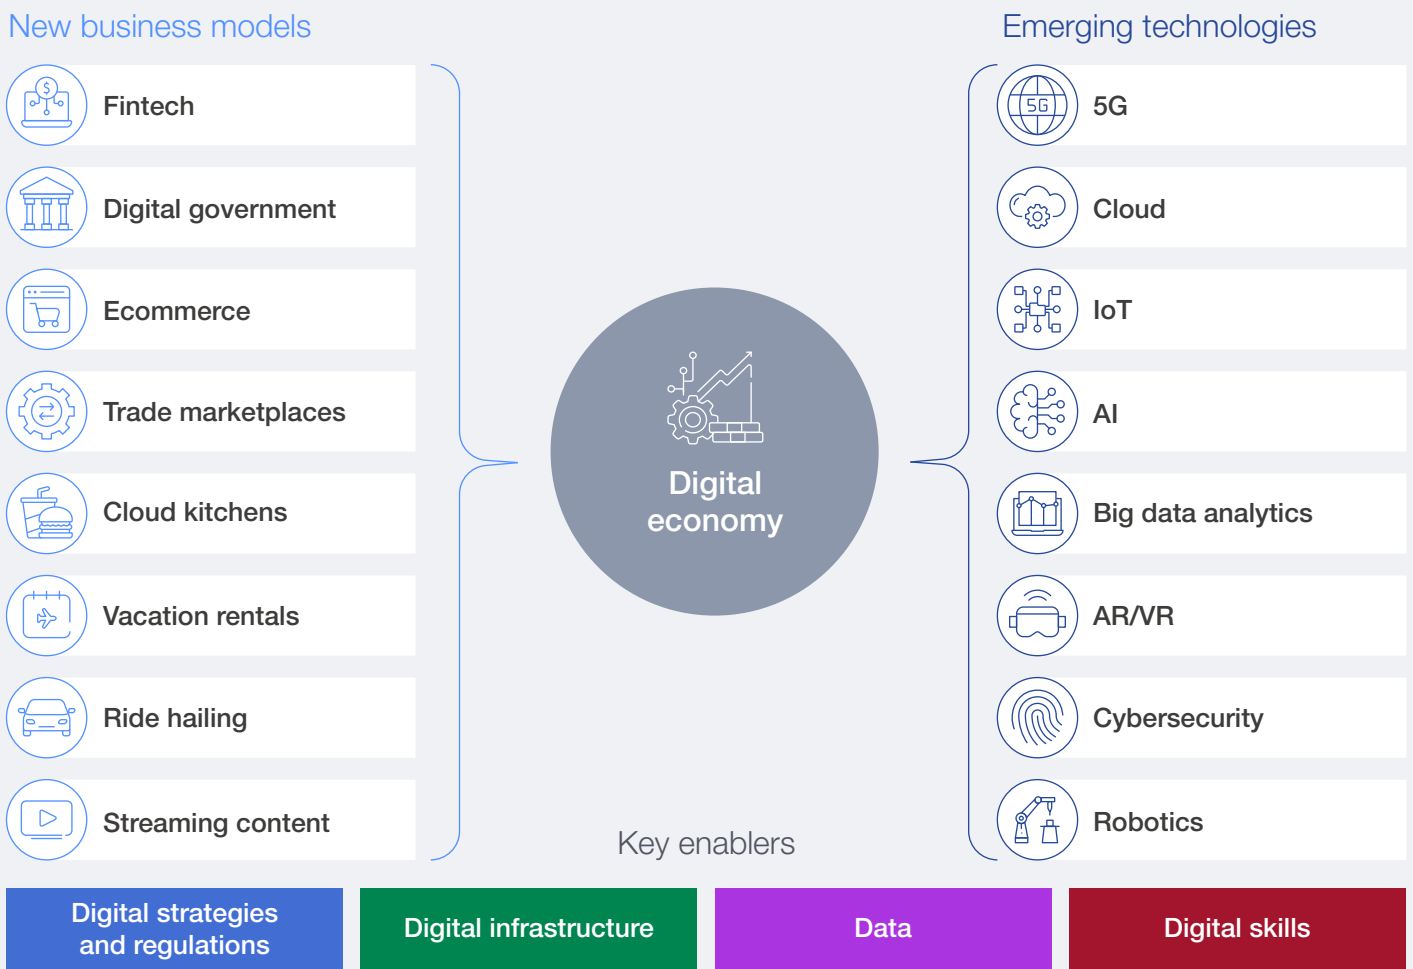 New business models
Fintech
Digital government
Ecommerce
Trade marketplaces
Cloud kitchens
Vacation rentals
Ride hailing
Streaming content
$
Digital
economy
Emerging technologies
5G
5G
Cloud
IoT
AI
Big data analytics
AR/VR
Cybersecurity
Robotics
Key enablers
Digital strategies
and regulations
Digital infrastructure
Data
Digital skills